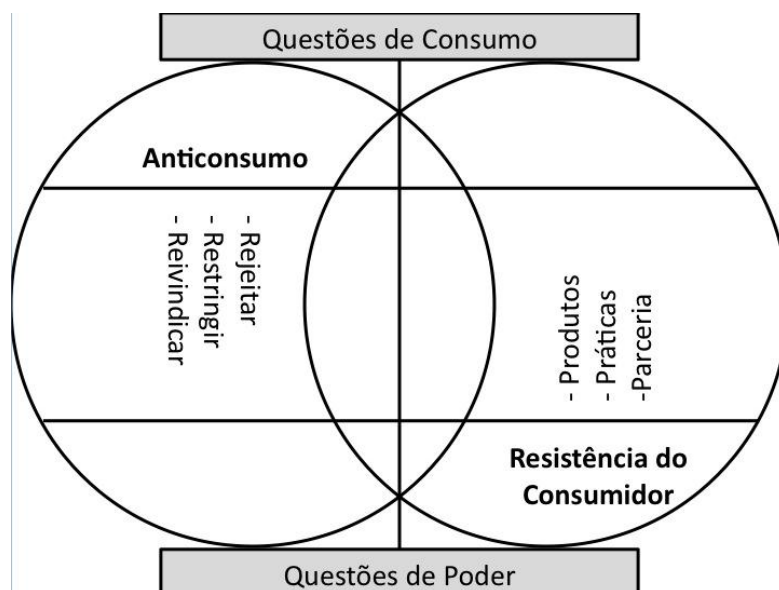 Questões de Consumo
Anticonsumo
- Rejeitar
- Restringir
- Reivindicar
- Produtos
- Práticas
-Parceria
Resistência do
Consumidor
Questões de Poder